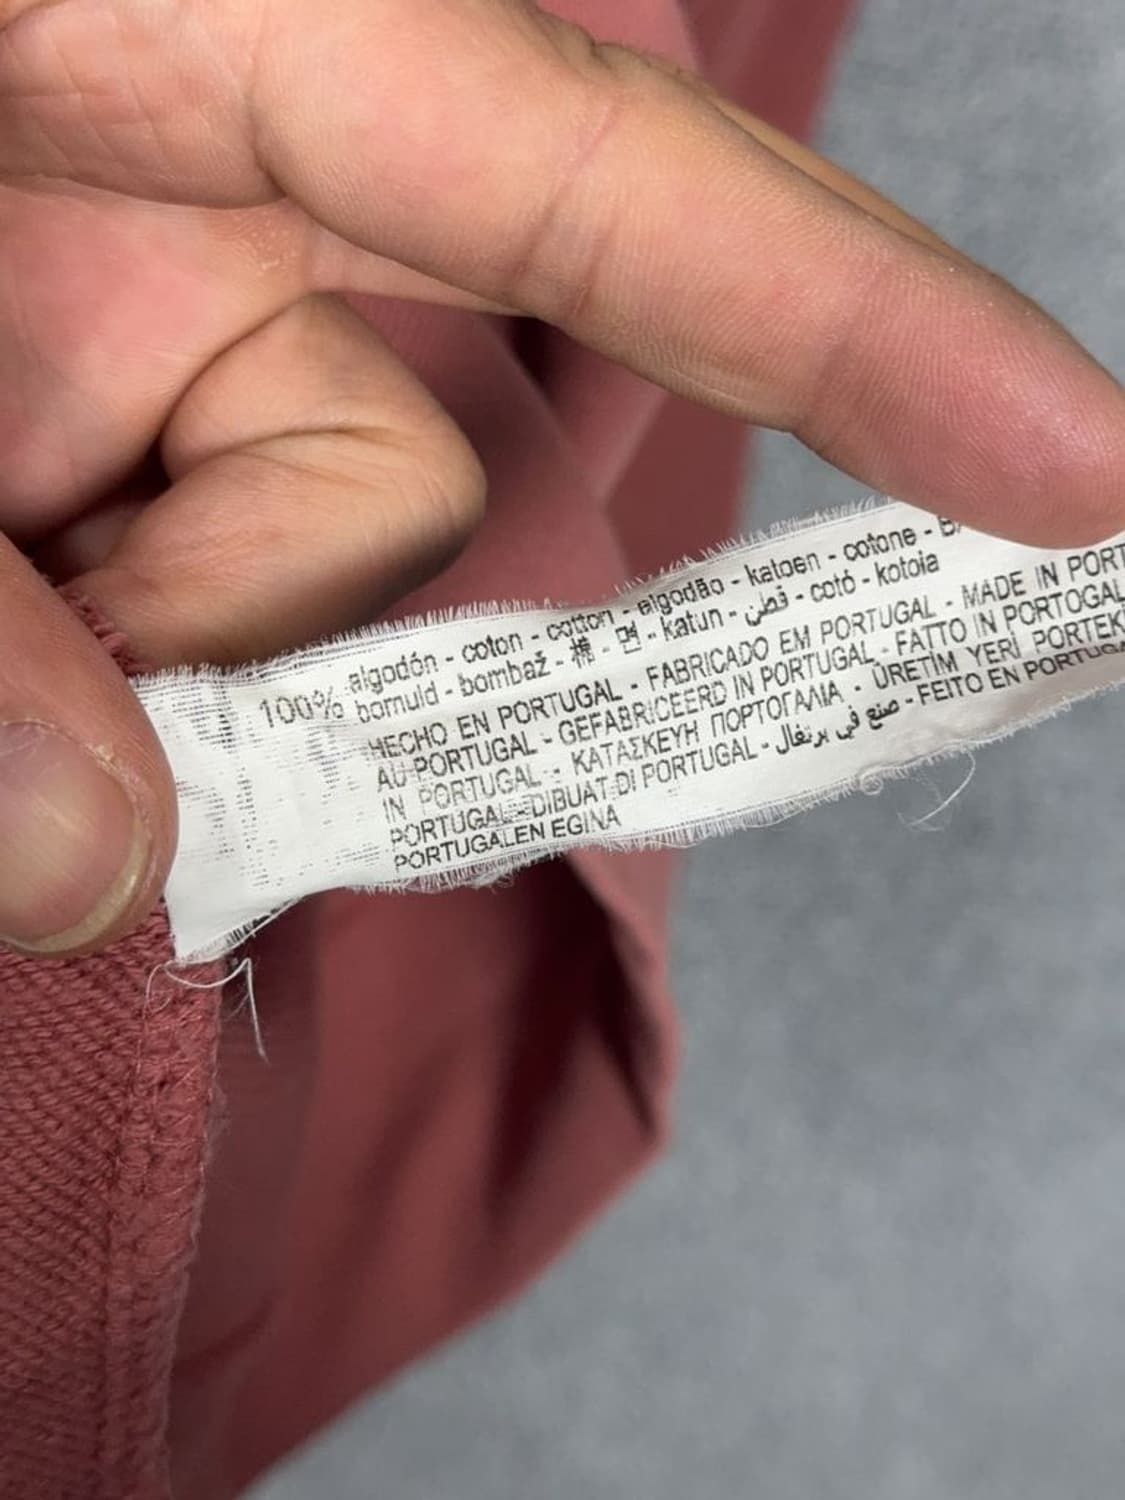 100% algodón - coton - cotton - algodão - katoen - cotone -
bomuld - bombaž - 棉 - 면 - katun - قطن - cotó - kotoia
HECHO EN PORTUGAL - FABRICADO EM PORTUGAL - MADE IN PORT
AU PORTUGAL - GEFABRICEERD IN PORTUGAL - FATTO IN PORTOGAL
IN PORTUGAL - ΚΑΤΑΣΚΕΥΗ ΠΟΡΤΟΓΑΛΙΑ - ÜRETİM YERİ PORTEKİ
PORTUGAL - DIBUAT DI PORTUGAL - صنع في برتغال - FEITO EN PORTUGA
PORTUGALEN EGINA